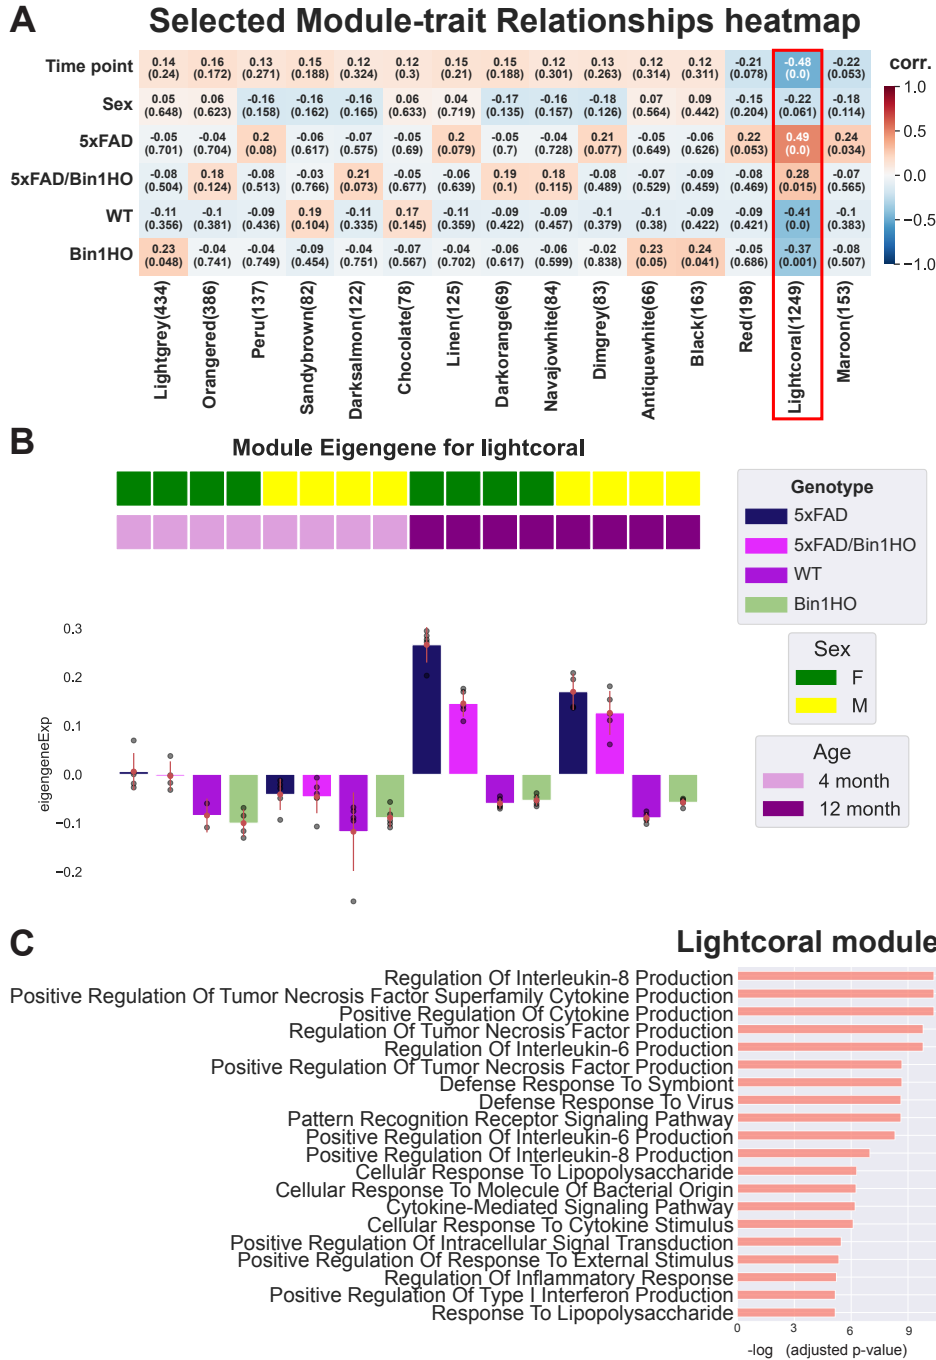 A Selected Module-trait Relationships heatmap
Time point 0.14 0.16 0.13 0.15 0.12 0.12 0.15 0.15 0.12 0.13 0.12 0.12 -0.21 -0.48 -0.22
(0.24) (0.172) (0.271) (0.188) (0.324) (0.3) (0.21) (0.188) (0.301) (0.263) (0.314) (0.311) (0.078) (0.0) (0.053)
Sex 0.05 0.06 -0.16 -0.16 -0.16 0.06 0.04 -0.17 -0.16 -0.18 0.07 0.09 -0.15 -0.22 -0.18
(0.648) (0.623) (0.158) (0.162) (0.165) (0.633) (0.719) (0.135) (0.157) (0.126) (0.564) (0.442) (0.204) (0.061) (0.114)
5xFAD -0.05 -0.04 0.2 -0.06 -0.07 -0.05 0.2 -0.05 -0.04 0.21 -0.05 -0.06 0.22 0.49 0.24
(0.701) (0.704) (0.08) (0.617) (0.575) (0.69) (0.079) (0.7) (0.728) (0.077) (0.649) (0.626) (0.053) (0.0) (0.034)
5xFAD/Bin1HO -0.08 0.18 -0.08 -0.03 0.21 -0.05 -0.06 0.19 0.18 -0.08 -0.07 -0.09 -0.08 0.28 -0.07
(0.504) (0.124) (0.513) (0.766) (0.073) (0.677) (0.639) (0.1) (0.115) (0.489) (0.529) (0.459) (0.469) (0.015) (0.565)
WT -0.11 -0.1 -0.09 0.19 -0.11 0.17 -0.11 -0.09 -0.09 -0.1 -0.1 -0.09 -0.09 -0.41 -0.1
(0.356) (0.381) (0.436) (0.104) (0.335) (0.145) (0.359) (0.422) (0.457) (0.379) (0.38) (0.422) (0.421) (0.0) (0.383)
Bin1HO 0.23 -0.04 -0.04 -0.09 -0.04 -0.07 -0.04 -0.06 -0.06 -0.02 0.23 0.24 -0.05 -0.37 -0.08
(0.048) (0.741) (0.749) (0.454) (0.751) (0.567) (0.702) (0.617) (0.599) (0.838) (0.05) (0.041) (0.686) (0.001) (0.507)
corr.
1.0
0.5
0.0
−0.5
−1.0
Lightgrey(434)
Orangered(386)
Peru(137)
Sandybrown(82)
Darksalmon(122)
Chocolate(78)
Linen(125)
Darkorange(69)
Navajowhite(84)
Dimgrey(83)
Antiquewhite(66)
Black(163)
Red(198)
Lightcoral(1249)
Maroon(153)
B Module Eigengene for lightcoral
Genotype
5xFAD
5xFAD/Bin1HO
WT
Bin1HO
Sex
F
M
Age
4 month
12 month
eigengeneExp
0.3
0.2
0.1
0.0
−0.1
−0.2
C Lightcoral module
Regulation Of Interleukin-8 Production
Positive Regulation Of Tumor Necrosis Factor Superfamily Cytokine Production
Positive Regulation Of Cytokine Production
Regulation Of Tumor Necrosis Factor Production
Regulation Of Interleukin-6 Production
Positive Regulation Of Tumor Necrosis Factor Production
Defense Response To Symbiont
Defense Response To Virus
Pattern Recognition Receptor Signaling Pathway
Positive Regulation Of Interleukin-6 Production
Positive Regulation Of Interleukin-8 Production
Cellular Response To Lipopolysaccharide
Cellular Response To Molecule Of Bacterial Origin
Cytokine-Mediated Signaling Pathway
Cellular Response To Cytokine Stimulus
Positive Regulation Of Intracellular Signal Transduction
Positive Regulation Of Response To External Stimulus
Regulation Of Inflammatory Response
Positive Regulation Of Type I Interferon Production
Response To Lipopolysaccharide
0 3 6 9
-log (adjusted p-value)